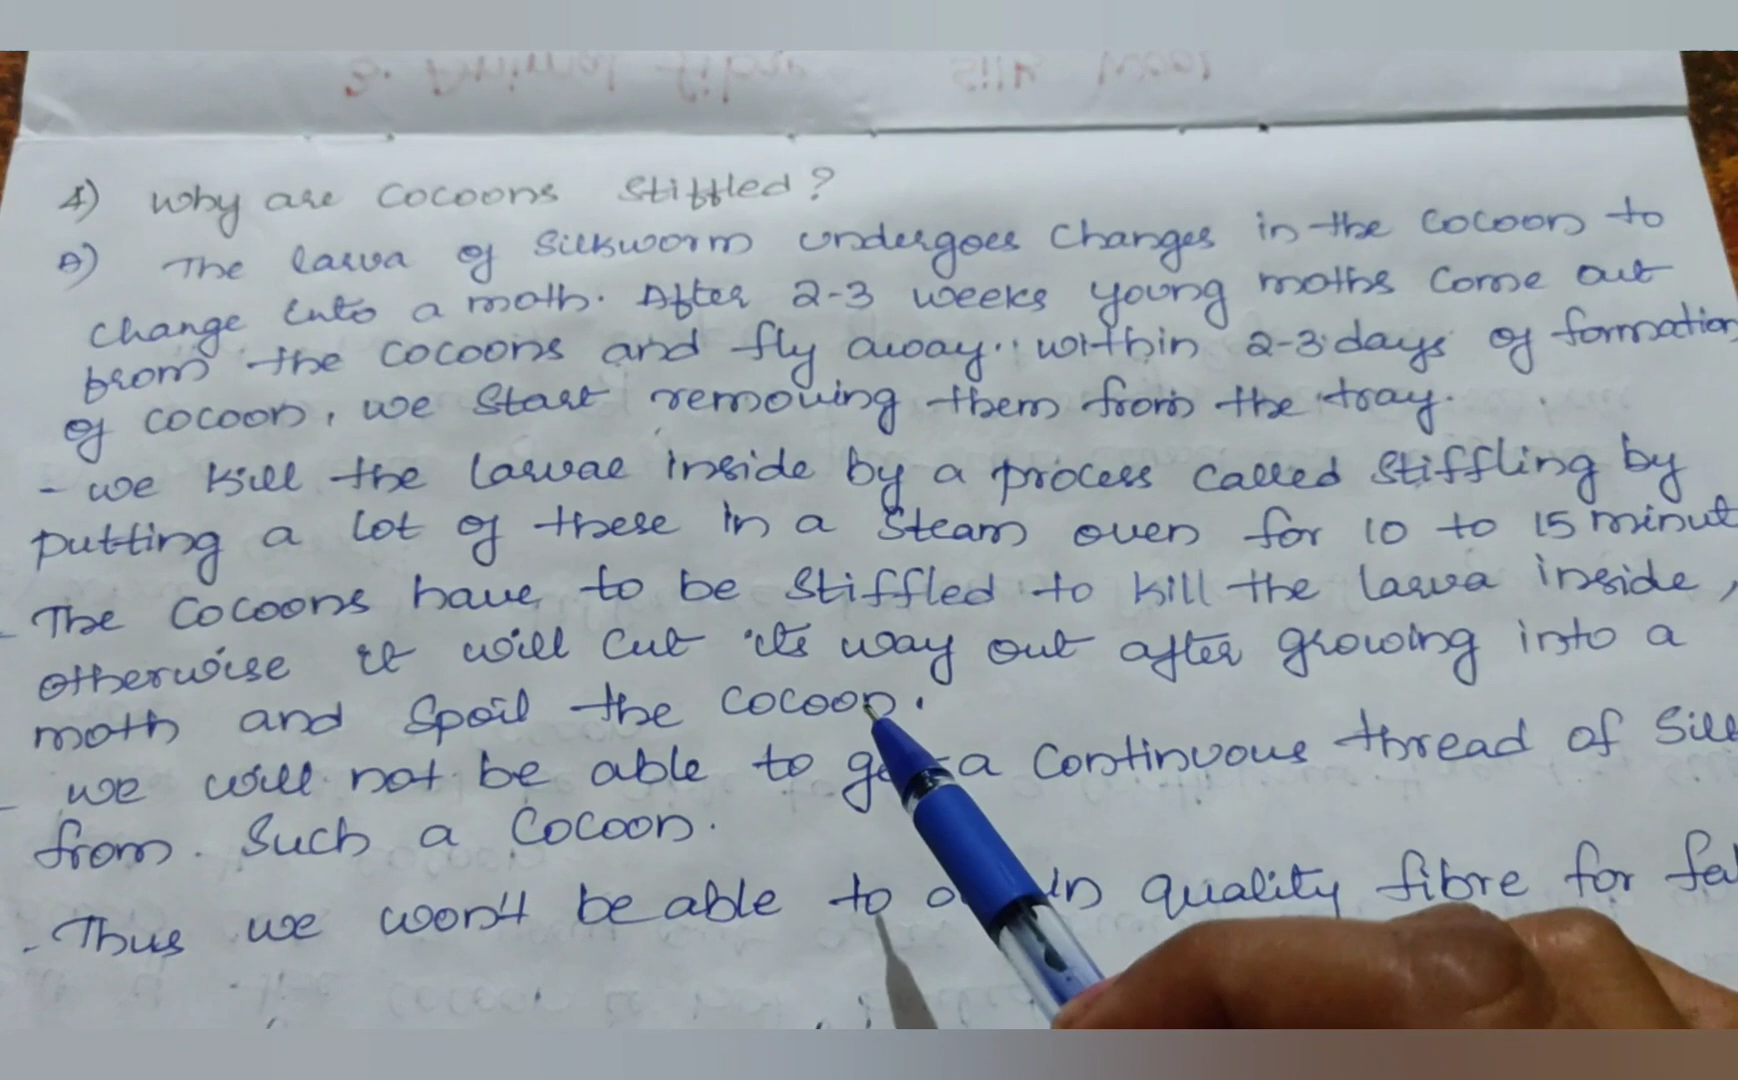 3. Animal fibre silk wool
1) Why are Cocoons Stiffled?
A) The larva of Silkworm undergoes Changes in the Cocoon to
change into a moth. After 2-3 weeks young moths Come out
from the Cocoons and fly away. within 2-3 days of formation
of cocoon, we Start removing them from the tray.
- we kill the larvae inside by a process called Stiffling by
putting a lot of these in a Steam oven for 10 to 15 minut
- The Cocoons have to be Stiffled to kill the larva inside,
otherwise it will Cut its way out after growing into a
moth and Spoil the Cocoon.
- we will not be able to a Continuous thread of Sil
from. Such a Cocoon.
- Thus we won't be able to quality fibre for fa